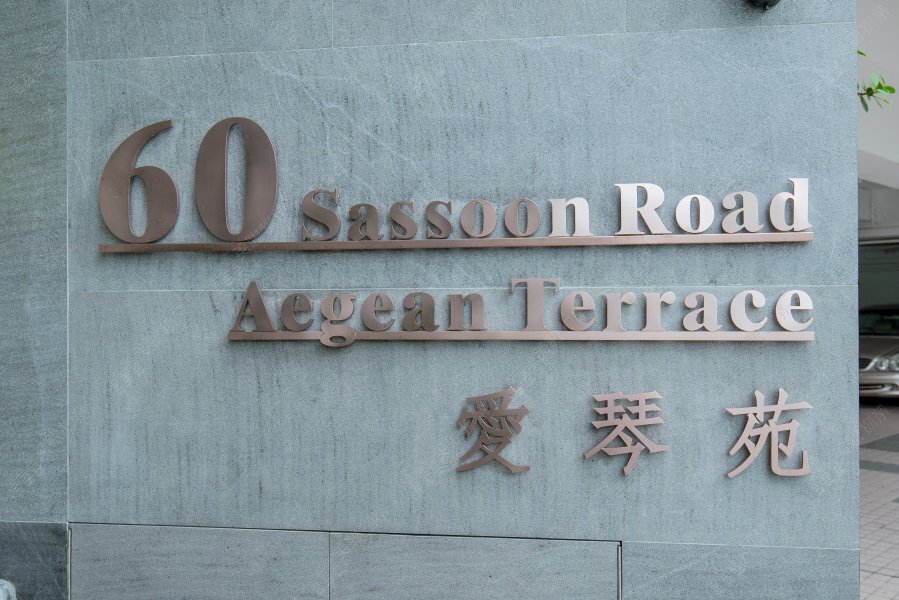 60 Sassoon Road
Aegean Terrace
愛琴苑